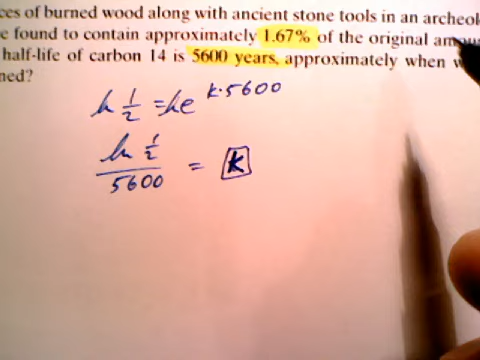 ces of burned wood along with ancient stone tools in an archeol
e found to contain approximately 1.67% of the original amou
half-life of carbon 14 is 5600 years, approximately when w
ned?
ln 1/2 = lne k·5600
ln 1/2 / 5600 = k